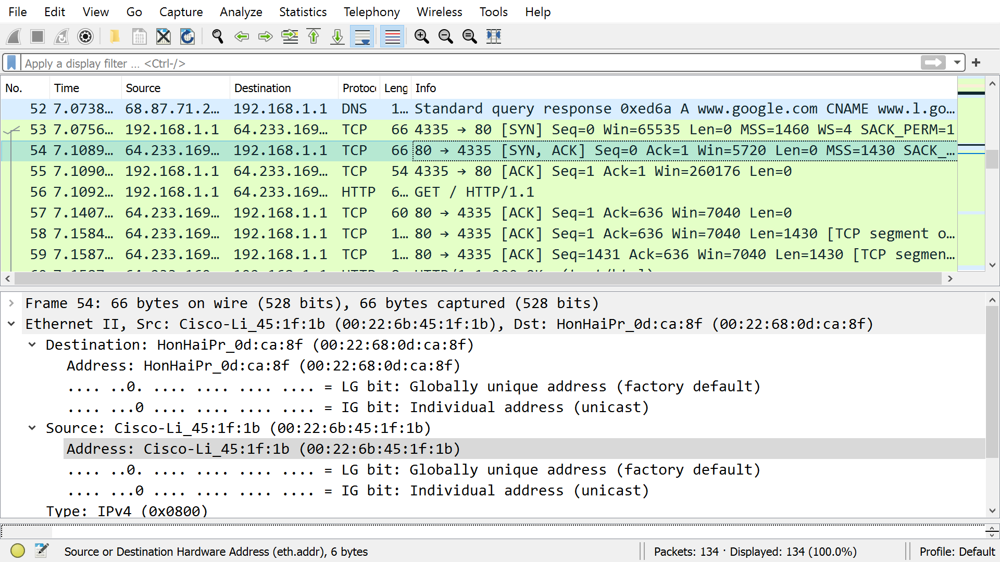 File Edit View Go Capture Analyze Statistics Telephony Wireless Tools Help
Apply a display filter ... <Ctrl-/>
No. Time Source Destination Protoc Leng Info
52 7.0738… 68.87.71.2… 192.168.1.1 DNS 1… Standard query response 0xed6a A www.google.com CNAME www.l.go…
53 7.0756… 192.168.1.1 64.233.169… TCP 66 4335 → 80 [SYN] Seq=0 Win=65535 Len=0 MSS=1460 WS=4 SACK_PERM=1
54 7.1089… 64.233.169… 192.168.1.1 TCP 66 80 → 4335 [SYN, ACK] Seq=0 Ack=1 Win=5720 Len=0 MSS=1430 SACK_…
55 7.1090… 192.168.1.1 64.233.169… TCP 54 4335 → 80 [ACK] Seq=1 Ack=1 Win=260176 Len=0
56 7.1092… 192.168.1.1 64.233.169… HTTP 6… GET / HTTP/1.1
57 7.1407… 64.233.169… 192.168.1.1 TCP 60 80 → 4335 [ACK] Seq=1 Ack=636 Win=7040 Len=0
58 7.1584… 64.233.169… 192.168.1.1 TCP 1… 80 → 4335 [ACK] Seq=1 Ack=636 Win=7040 Len=1430 [TCP segment o…
59 7.1587… 64.233.169… 192.168.1.1 TCP 1… 80 → 4335 [ACK] Seq=1431 Ack=636 Win=7040 Len=1430 [TCP segmen…
Frame 54: 66 bytes on wire (528 bits), 66 bytes captured (528 bits)
Ethernet II, Src: Cisco-Li_45:1f:1b (00:22:6b:45:1f:1b), Dst: HonHaiPr_0d:ca:8f (00:22:68:0d:ca:8f)
Destination: HonHaiPr_0d:ca:8f (00:22:68:0d:ca:8f)
Address: HonHaiPr_0d:ca:8f (00:22:68:0d:ca:8f)
.... ..0. .... .... .... .... = LG bit: Globally unique address (factory default)
.... ...0 .... .... .... .... = IG bit: Individual address (unicast)
Source: Cisco-Li_45:1f:1b (00:22:6b:45:1f:1b)
Address: Cisco-Li_45:1f:1b (00:22:6b:45:1f:1b)
.... ..0. .... .... .... .... = LG bit: Globally unique address (factory default)
.... ...0 .... .... .... .... = IG bit: Individual address (unicast)
Type: IPv4 (0x0800)
Source or Destination Hardware Address (eth.addr), 6 bytes Packets: 134 · Displayed: 134 (100.0%) Profile: Default